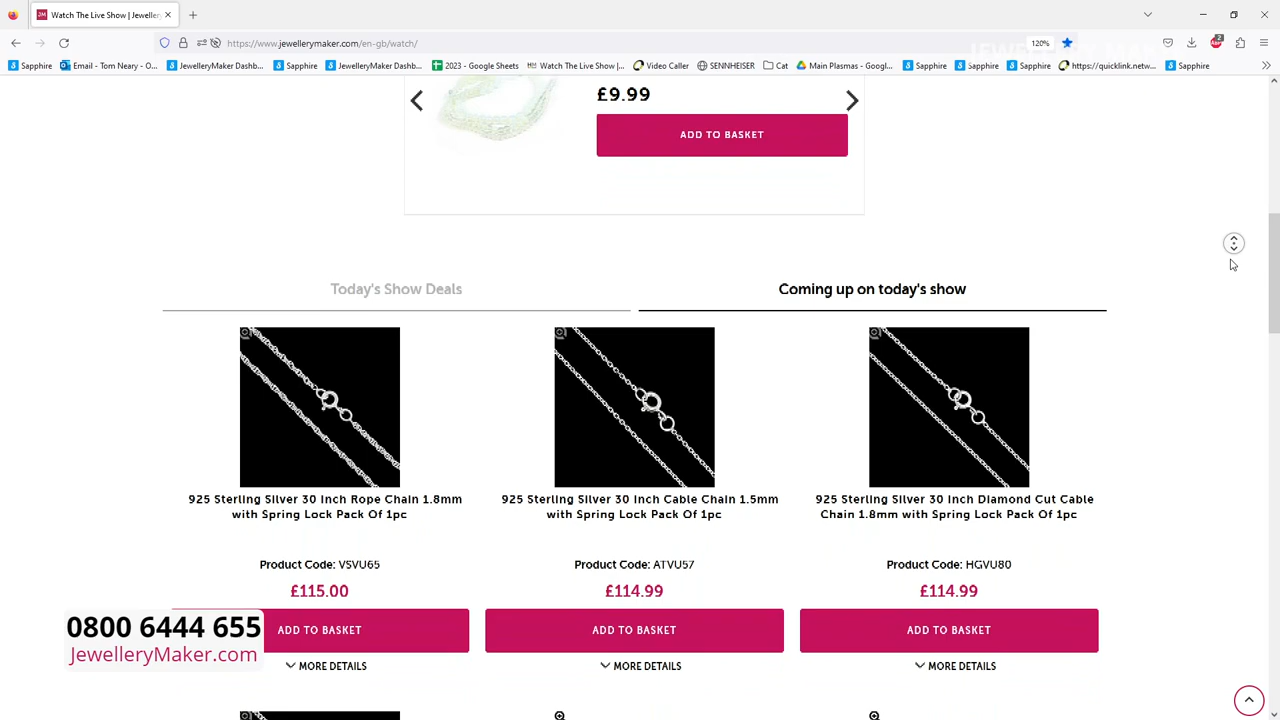 Watch The Live Show | Jeweller
https://www.jewellerymaker.com/en-gb/watch/
120%
Sapphire
Email - Tom Neary - O...
JewelleryMaker Dashb...
Sapphire
JewelleryMaker Dashb...
2023 - Google Sheets
Watch The Live Show |...
Video Caller
SENNHEISER
Cat
Main Plasmas - Googl...
Sapphire
Sapphire
Sapphire
https://quicklink.netw...
Sapphire
£9.99
ADD TO BASKET
Today's Show Deals
Coming up on today's show
925 Sterling Silver 30 Inch Rope Chain 1.8mm
with Spring Lock Pack Of 1pc
Product Code: VSVU65
£115.00
ADD TO BASKET
MORE DETAILS
925 Sterling Silver 30 Inch Cable Chain 1.5mm
with Spring Lock Pack Of 1pc
Product Code: ATVU57
£114.99
ADD TO BASKET
MORE DETAILS
925 Sterling Silver 30 Inch Diamond Cut Cable
Chain 1.8mm with Spring Lock Pack Of 1pc
Product Code: HGVU80
£114.99
ADD TO BASKET
MORE DETAILS
0800 6444 655
JewelleryMaker.com